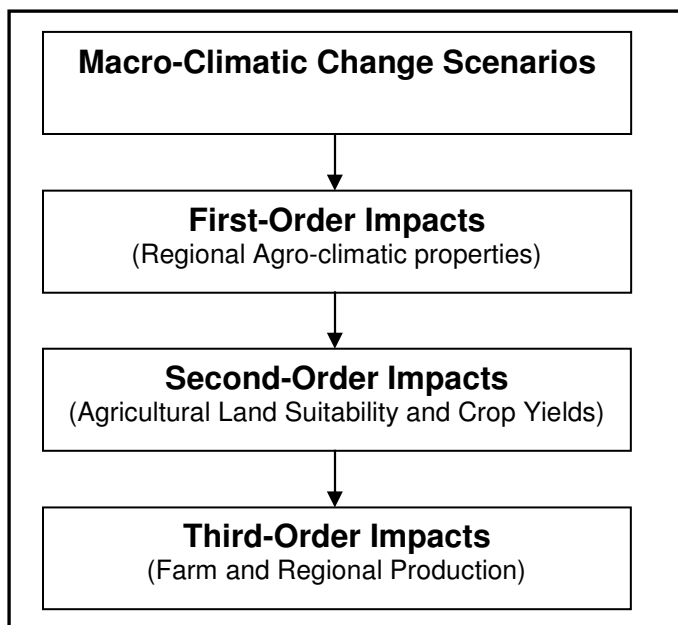 Macro-Climatic Change Scenarios
First-Order Impacts
(Regional Agro-climatic properties)
Second-Order Impacts
(Agricultural Land Suitability and Crop Yields)
Third-Order Impacts
(Farm and Regional Production)